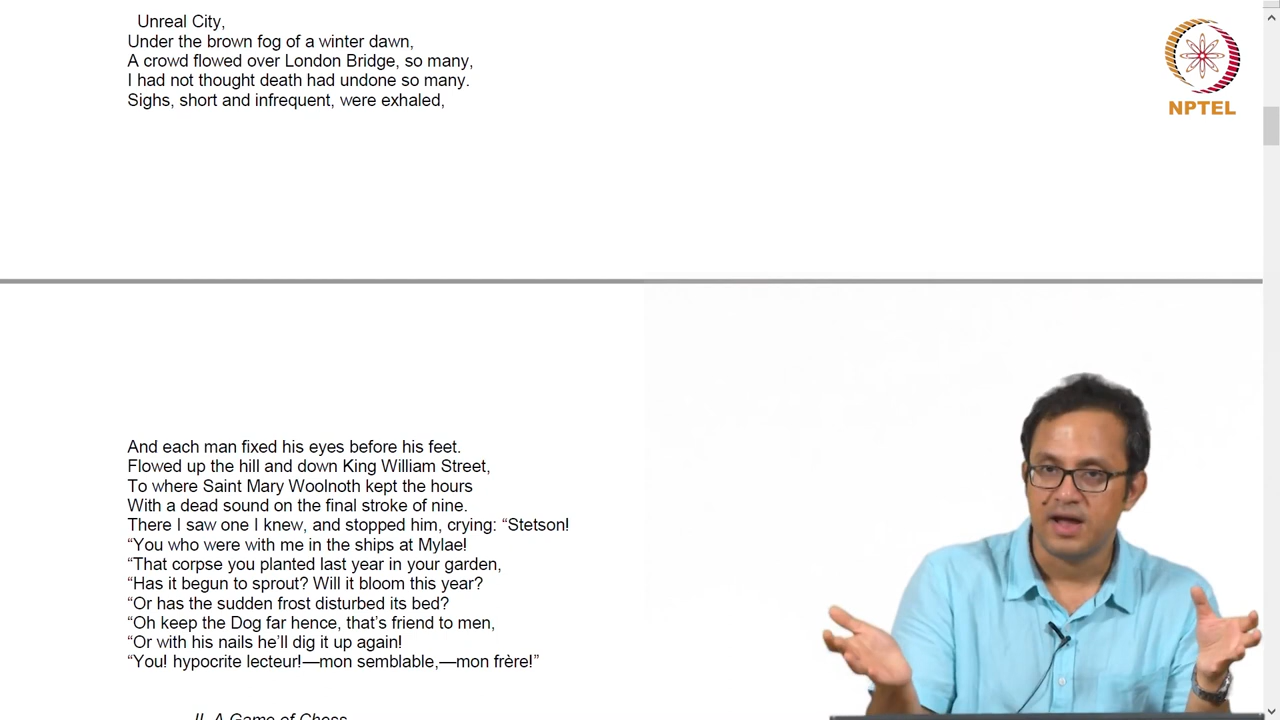 Unreal City,
Under the brown fog of a winter dawn,
A crowd flowed over London Bridge, so many,
I had not thought death had undone so many.
Sighs, short and infrequent, were exhaled,
NPTEL
And each man fixed his eyes before his feet.
Flowed up the hill and down King William Street,
To where Saint Mary Woolnoth kept the hours
With a dead sound on the final stroke of nine.
There I saw one I knew, and stopped him, crying: “Stetson!
“You who were with me in the ships at Mylae!
“That corpse you planted last year in your garden,
“Has it begun to sprout? Will it bloom this year?
“Or has the sudden frost disturbed its bed?
“Oh keep the Dog far hence, that’s friend to men,
“Or with his nails he’ll dig it up again!
“You! hypocrite lecteur!—mon semblable,—mon frère!”
II. A Game of Chess